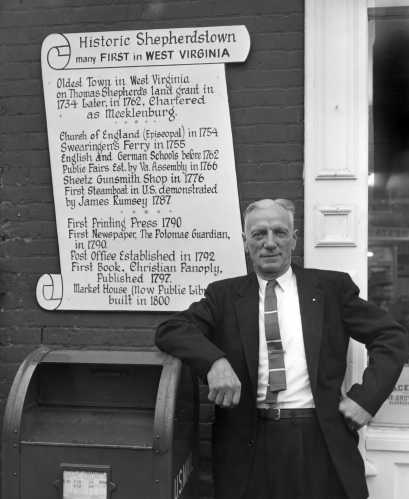 Historic Shepherdstown
many FIRST in WEST VIRGINIA
Oldest Town in West Virginia
on Thomas Shepherd's land grant in
1734 Later, in 1762, Chartered
as Mecklenburg.
Church of England (Episcopal) in 1754
Swearingen's Ferry in 1755
English and German Schools before 1762
Public Fairs Est. by Va. Assembly in 1766
Sheetz Gunsmith Shop in 1776
First Steamboat in U.S. demonstrated
by James Rumsey 1787
First Printing Press 1790
First Newspaper, The Potomac Guardian,
in 1790.
Post Office Established in 1792
First Book, Christian Panoply,
Published 1797.
Market House (Now Public Lib
built in 1800
U.S. M